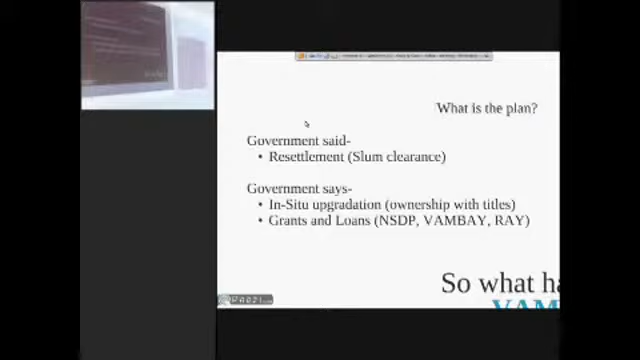 What is the plan?
Government said-
• Resettlement (Slum clearance)
Government says-
• In-Situ upgradation (ownership with titles)
• Grants and Loans (NSDP, VAMBAY, RAY)
So what ha
VAM